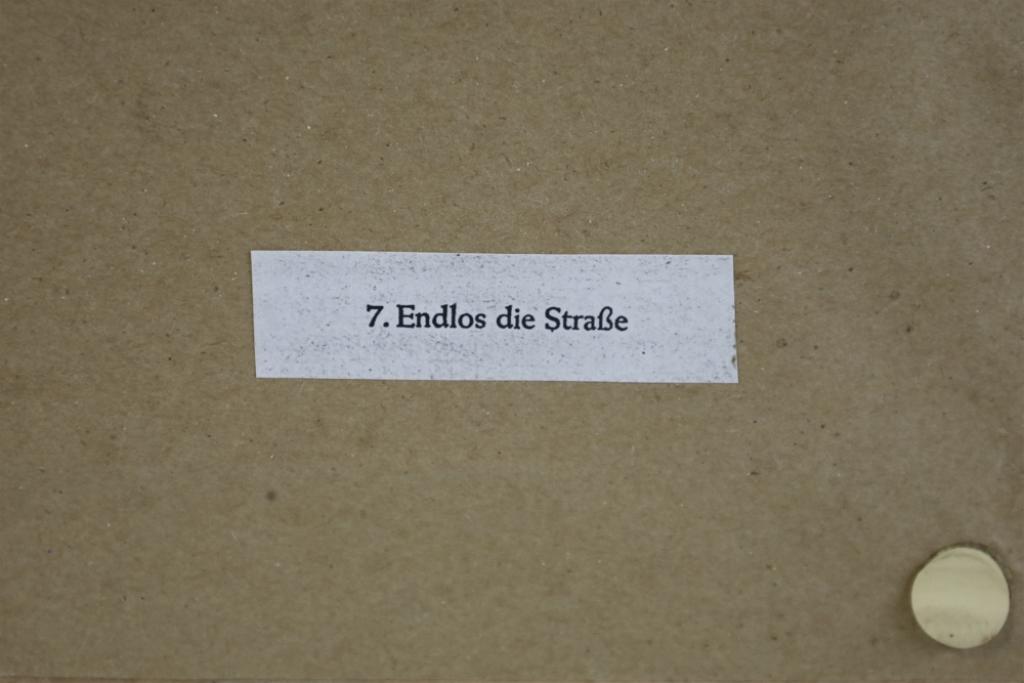 7. Endlos die Straße